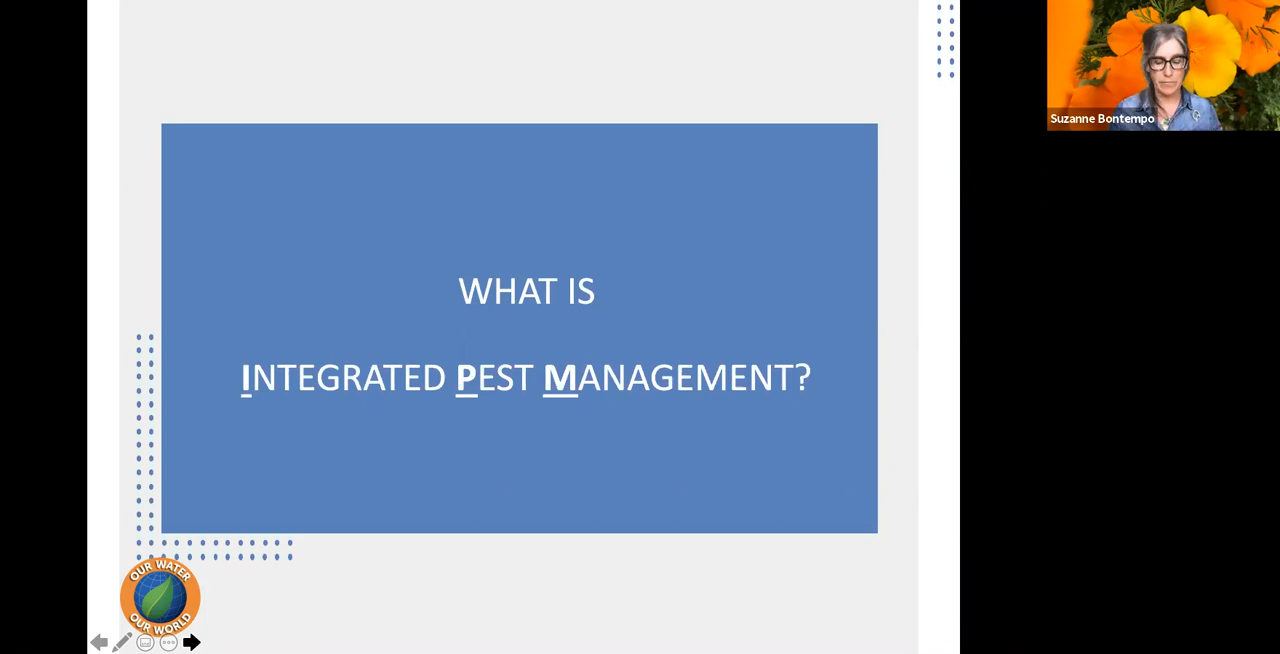 WHAT IS
INTEGRATED PEST MANAGEMENT?
Suzanne Bontempo
OUR WATER
OUR WORLD